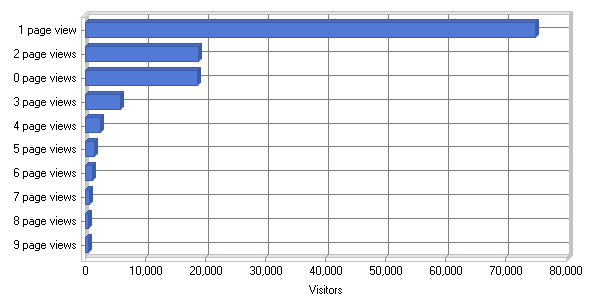 1 page view
2 page views
0 page views
3 page views
4 page views
5 page views
6 page views
7 page views
8 page views
9 page views
0 10,000 20,000 30,000 40,000 50,000 60,000 70,000 80,000
Visitors